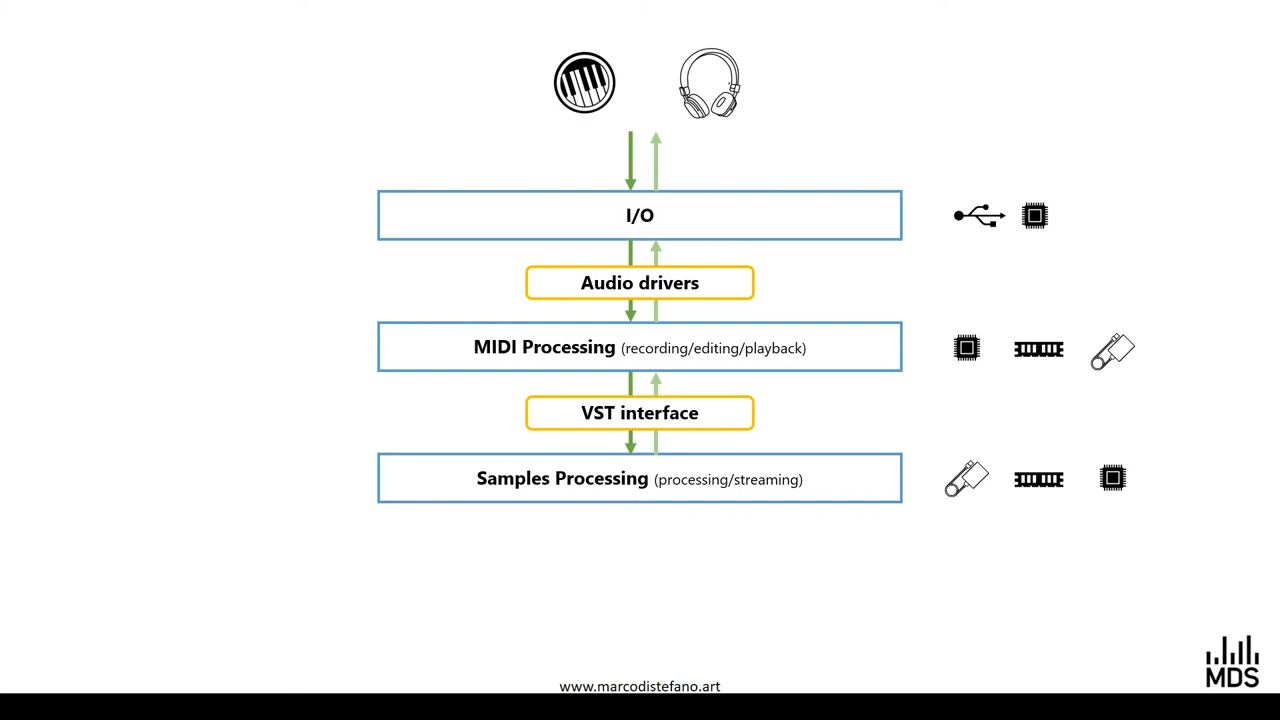 I/O
Audio drivers
MIDI Processing (recording/editing/playback)
VST interface
Samples Processing (processing/streaming)
MDS
www.marcodistefano.art